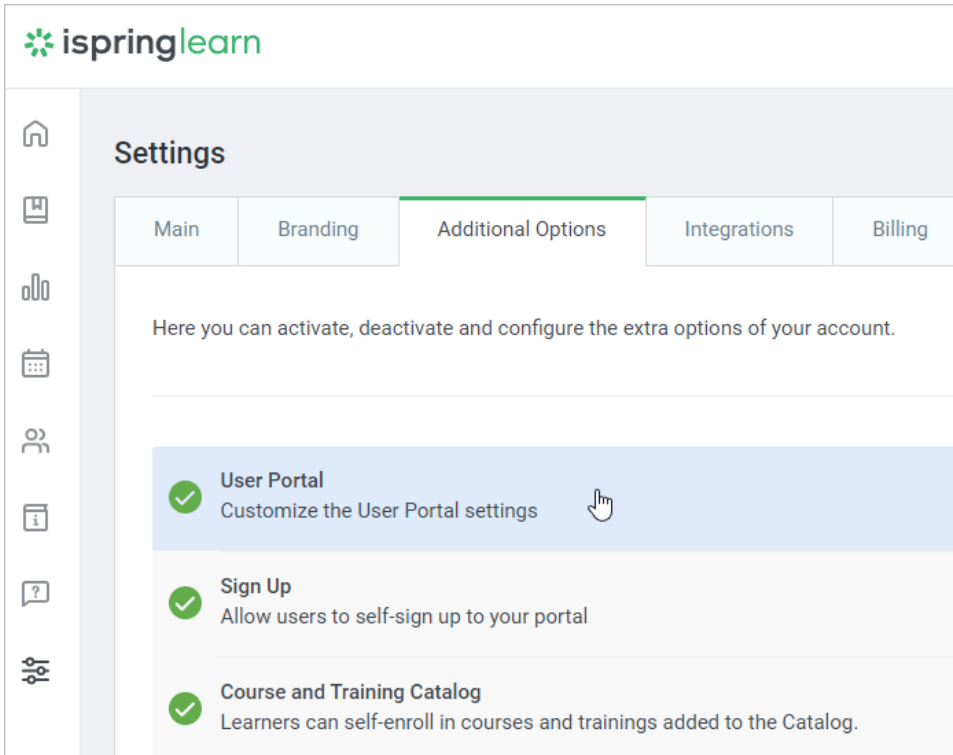 ispringlearn
Settings
Main
Branding
Additional Options
Integrations
Billing
Here you can activate, deactivate and configure the extra options of your account.
User Portal
Customize the User Portal settings
Sign Up
Allow users to self-sign up to your portal
Course and Training Catalog
Learners can self-enroll in courses and trainings added to the Catalog.